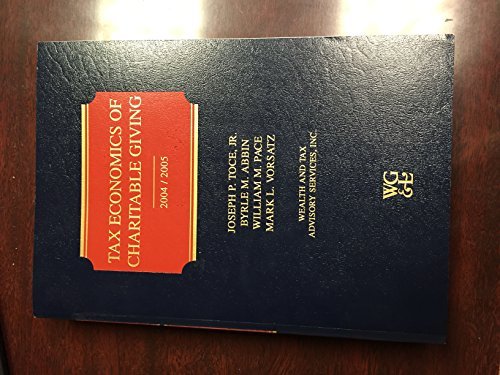 TAX ECONOMICS OF
CHARITABLE GIVING
2004 / 2005
JOSEPH P. TOCE, JR.
BYRLE M. ABBIN
WILLIAM M. PACE
MARK L. VORSATZ
WEALTH AND TAX
ADVISORY SERVICES, INC.
WG
&L